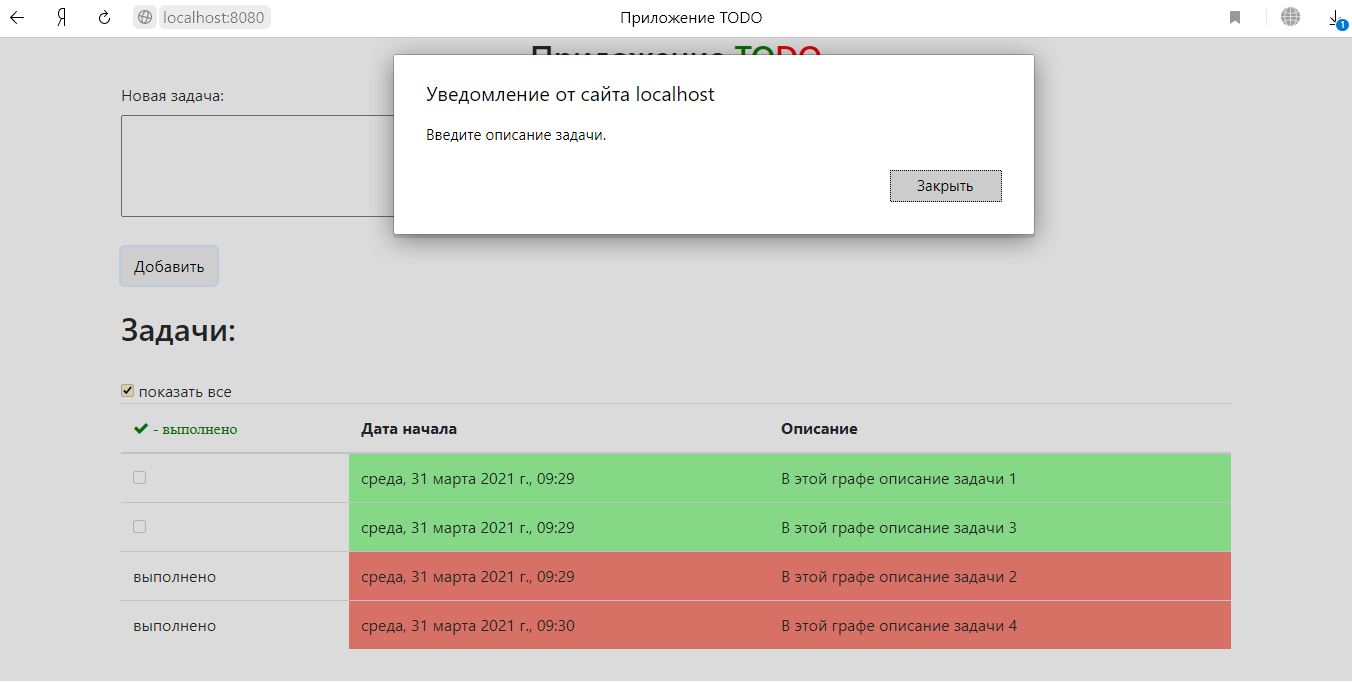 localhost:8080
Приложение TODO
Приложение TODO
Уведомление от сайта localhost
Введите описание задачи.
Закрыть
Новая задача:
Добавить
Задачи:
показать все
- выполнено Дата начала Описание
среда, 31 марта 2021 г., 09:29 В этой графе описание задачи 1
среда, 31 марта 2021 г., 09:29 В этой графе описание задачи 3
выполнено среда, 31 марта 2021 г., 09:29 В этой графе описание задачи 2
выполнено среда, 31 марта 2021 г., 09:30 В этой графе описание задачи 4
Я
1